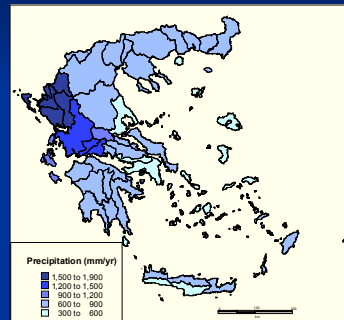 Precipitation (mm/yr)
1,500 to 1,900
1,200 to 1,500
900 to 1,200
600 to 900
300 to 600